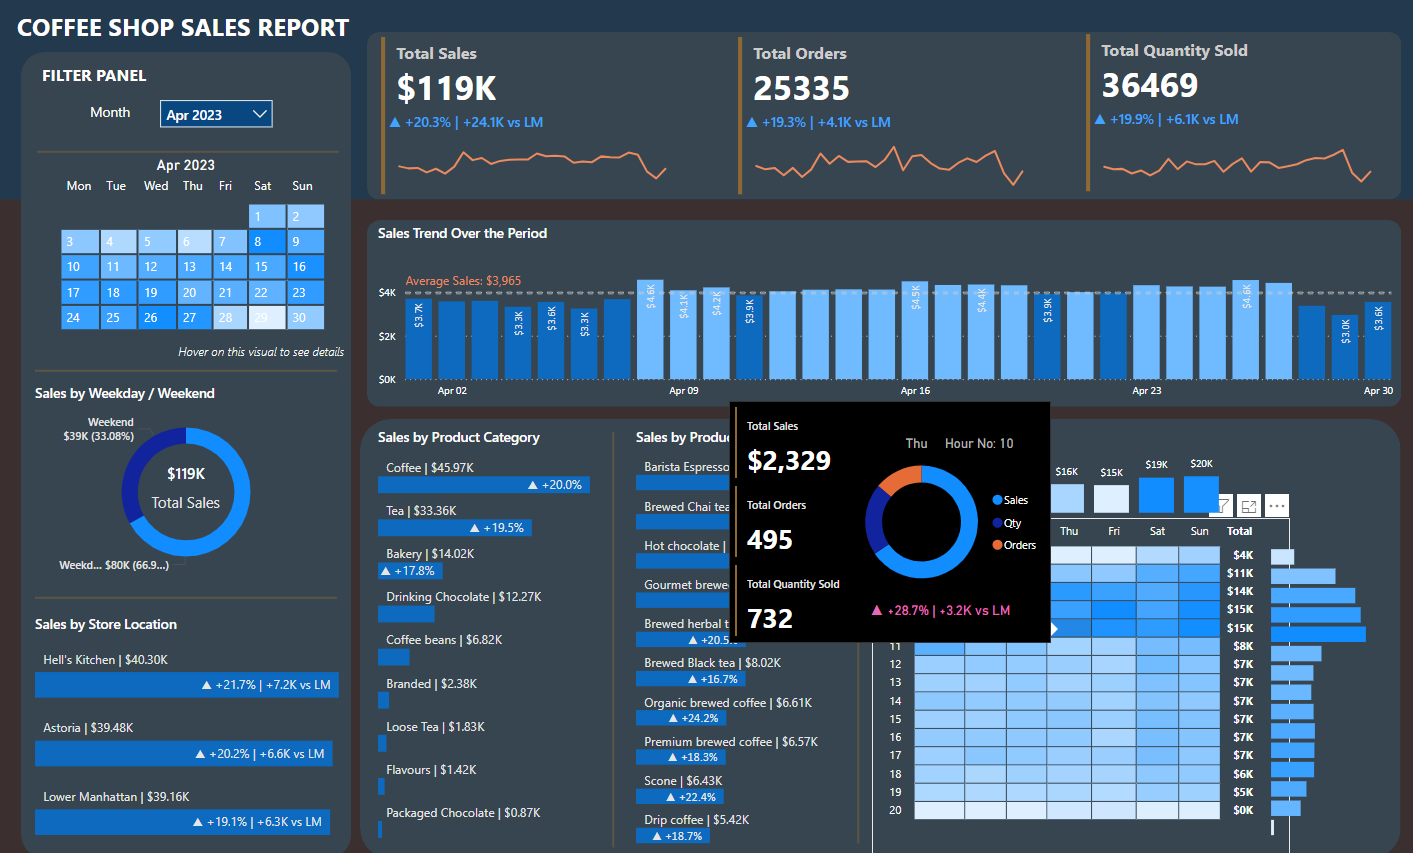 COFFEE SHOP SALES REPORT
FILTER PANEL
Month
Apr 2023
Apr 2023
Mon Tue Wed Thu Fri Sat Sun
1 2
3 4 5 6 7 8 9
10 11 12 13 14 15 16
17 18 19 20 21 22 23
24 25 26 27 28 29 30
Hover on this visual to see details
Sales by Weekday / Weekend
Weekend
$39K (33.08%)
$119K
Total Sales
Weekd... $80K (66.9...)
Sales by Store Location
Hell's Kitchen | $40.30K
▲ +21.7% | +7.2K vs LM
Astoria | $39.48K
▲ +20.2% | +6.6K vs LM
Lower Manhattan | $39.16K
▲ +19.1% | +6.3K vs LM
Total Sales
$119K
▲ +20.3% | +24.1K vs LM
Total Orders
25335
▲ +19.3% | +4.1K vs LM
Total Quantity Sold
36469
▲ +19.9% | +6.1K vs LM
Sales Trend Over the Period
Average Sales: $3,965
$4K
$2K
$0K
$3.7K $3.3K $3.6K $3.3K $4.6K $4.1K $4.2K $3.9K $4.5K $4.4K $3.9K $4.6K $3.0K $3.6K
Apr 02 Apr 09 Apr 16 Apr 23 Apr 30
Sales by Product Category
Coffee | $45.97K
▲ +20.0%
Tea | $33.36K
▲ +19.5%
Bakery | $14.02K
▲ +17.8%
Drinking Chocolate | $12.27K
Coffee beans | $6.82K
Branded | $2.38K
Loose Tea | $1.83K
Flavours | $1.42K
Packaged Chocolate | $0.87K
Sales by Produc
Barista Espresso
Brewed Chai tea
Hot chocolate |
Gourmet brewe
Brewed herbal t
▲ +20.5
Brewed Black tea | $8.02K
▲ +16.7%
Organic brewed coffee | $6.61K
▲ +24.2%
Premium brewed coffee | $6.57K
▲ +18.3%
Scone | $6.43K
▲ +22.4%
Drip coffee | $5.42K
▲ +18.7%
Total Sales
$2,329
Total Orders
495
Total Quantity Sold
732
Thu Hour No: 10
Sales
Qty
Orders
▲ +28.7% | +3.2K vs LM
$16K $15K $19K $20K
Thu Fri Sat Sun Total
$4K
$11K
$14K
$15K
$15K
11 $8K
12 $7K
13 $7K
14 $7K
15 $7K
16 $7K
17 $7K
18 $6K
19 $5K
20 $0K